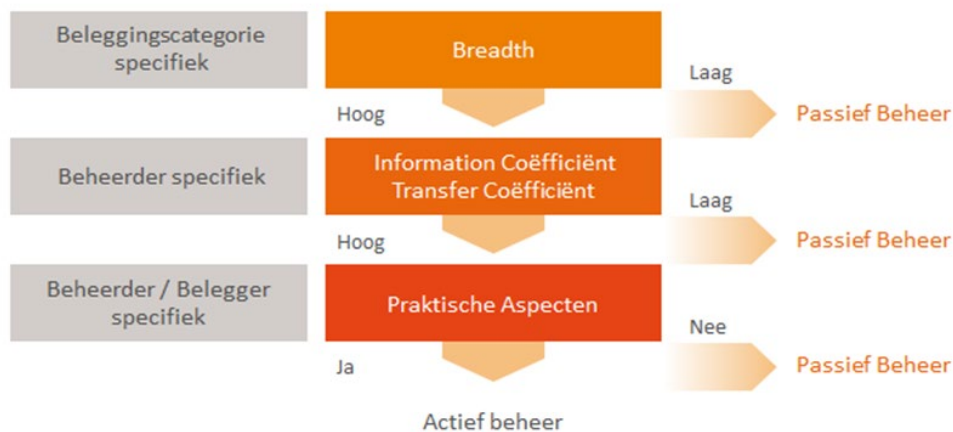 Beleggingscategorie
specifiek
Breadth
Laag
Hoog
Passief Beheer
Beheerder specifiek
Information Coëfficiënt
Transfer Coëfficiënt
Laag
Hoog
Passief Beheer
Beheerder / Belegger
specifiek
Praktische Aspecten
Nee
Ja
Passief Beheer
Actief beheer